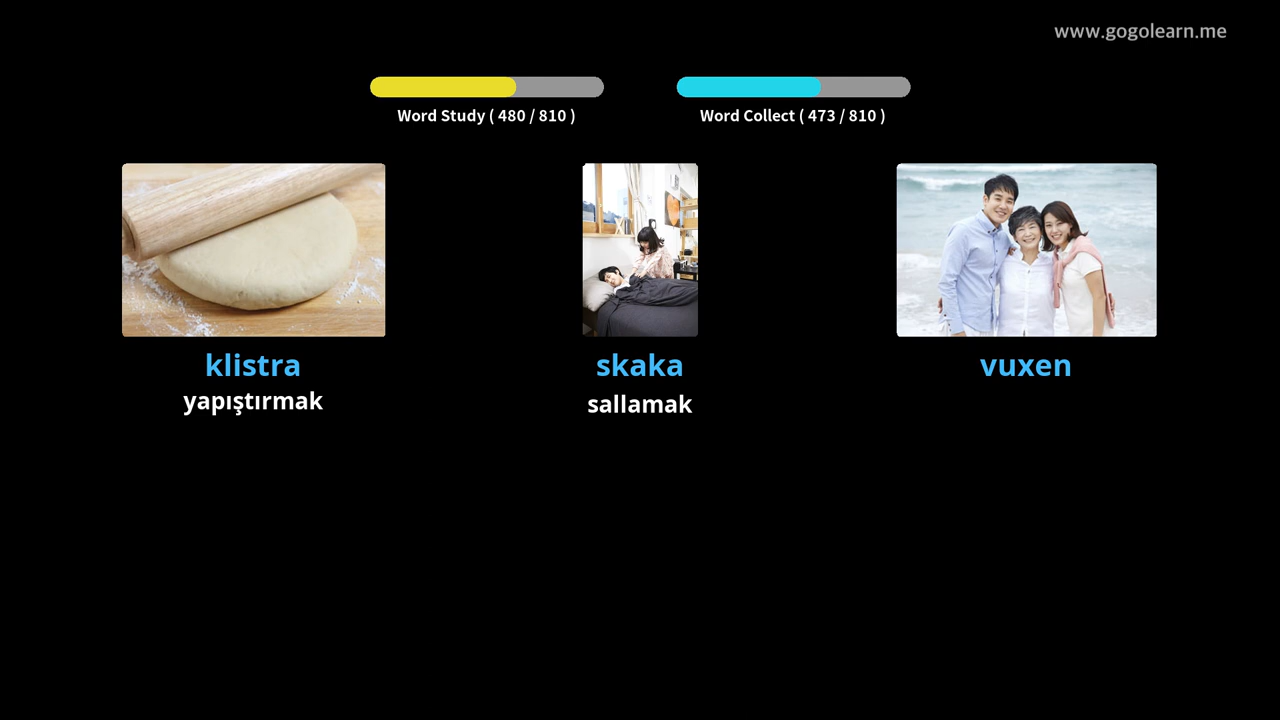 www.gogolearn.me
Word Study ( 480 / 810 )
Word Collect ( 473 / 810 )
klistra
yapıştırmak
skaka
sallamak
vuxen